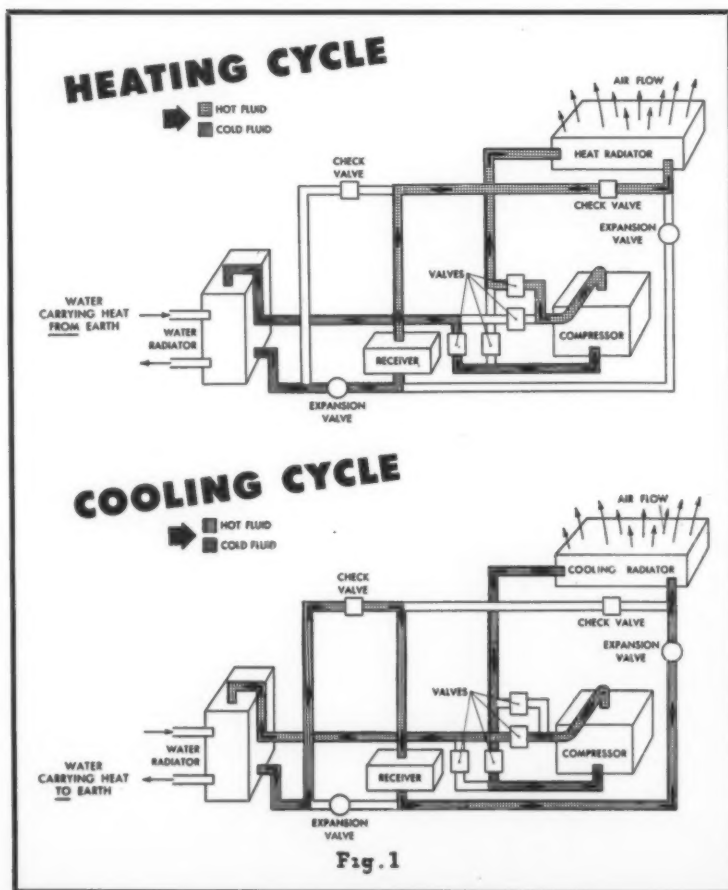 HEATING CYCLE
HOT FLUID
COLD FLUID
AIR FLOW
HEAT RADIATOR
CHECK
VALVE
CHECK VALVE
EXPANSION
VALVE
VALVES
WATER
CARRYING HEAT
FROM EARTH
WATER
RADIATOR
COMPRESSOR
RECEIVER
EXPANSION
VALVE
COOLING CYCLE
HOT FLUID
COLD FLUID
AIR FLOW
COOLING RADIATOR
CHECK
VALVE
CHECK VALVE
EXPANSION
VALVE
VALVES
WATER
RADIATOR
WATER
CARRYING HEAT
TO EARTH
COMPRESSOR
RECEIVER
EXPANSION
VALVE
Fig.1